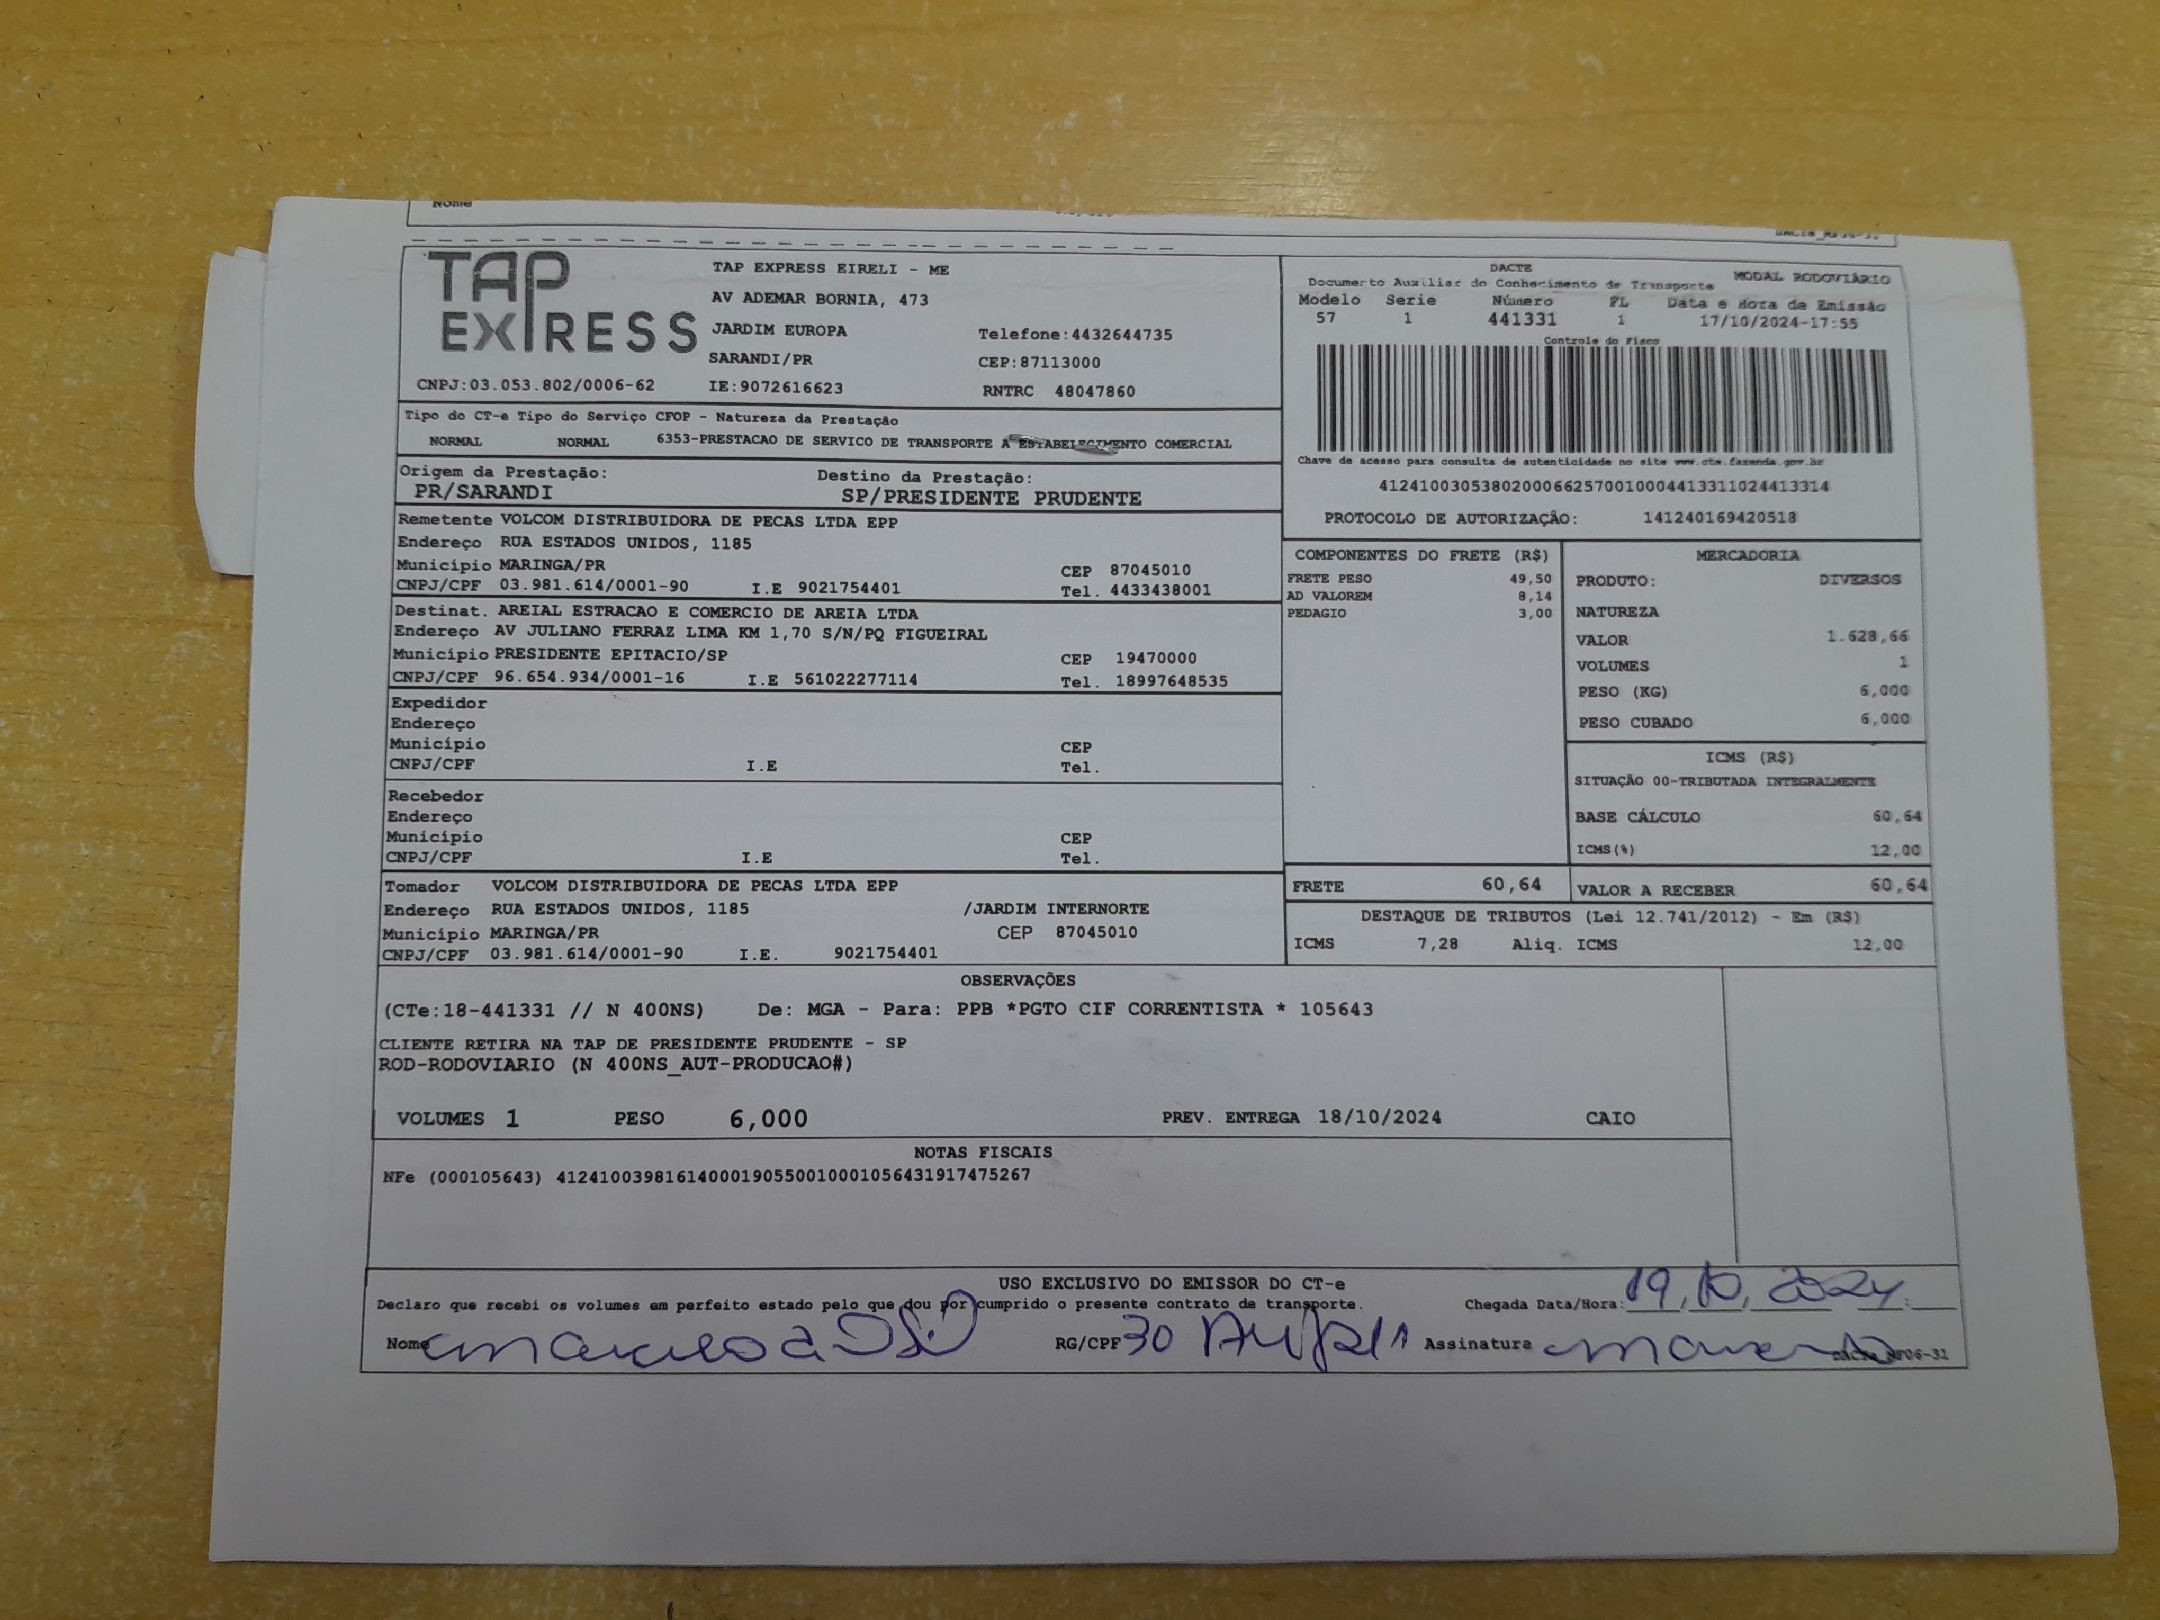 Nome
TAP EXPRESS
TAP EXPRESS EIRELI - ME
AV ADEMAR BORNIA, 473
JARDIM EUROPA Telefone:4432644735
SARANDI/PR CEP:87113000
CNPJ:03.053.802/0006-62 IE:9072616623 RNTRC 48047860
DACTE
Documento Auxiliar do Conhecimento de Transporte MODAL RODOVIÁRIO
Modelo Serie Número FL Data e Hora de Emissão
57 1 441331 1 17/10/2024-17:55
Controle do Fisco
Chave de acesso para consulta de autenticidade no site www.cte.fazenda.gov.br
41241003053802000662570010004413311024413314
PROTOCOLO DE AUTORIZAÇÃO: 141240169420518
Tipo do CT-e Tipo do Serviço CFOP - Natureza da Prestação
NORMAL NORMAL 6353-PRESTACAO DE SERVICO DE TRANSPORTE A ESTABELECIMENTO COMERCIAL
Origem da Prestação: Destino da Prestação:
PR/SARANDI SP/PRESIDENTE PRUDENTE
Remetente VOLCOM DISTRIBUIDORA DE PECAS LTDA EPP
Endereço RUA ESTADOS UNIDOS, 1185
Município MARINGA/PR CEP 87045010
CNPJ/CPF 03.981.614/0001-90 I.E 9021754401 Tel. 4433438001
Destinat. AREIAL ESTRACAO E COMERCIO DE AREIA LTDA
Endereço AV JULIANO FERRAZ LIMA KM 1,70 S/N/PQ FIGUEIRAL
Município PRESIDENTE EPITACIO/SP CEP 19470000
CNPJ/CPF 96.654.934/0001-16 I.E 561022277114 Tel. 18997648535
Expedidor
Endereço
Município CEP
CNPJ/CPF I.E Tel.
Recebedor
Endereço
Município CEP
CNPJ/CPF I.E Tel.
Tomador VOLCOM DISTRIBUIDORA DE PECAS LTDA EPP
Endereço RUA ESTADOS UNIDOS, 1185 /JARDIM INTERNORTE
Município MARINGA/PR CEP 87045010
CNPJ/CPF 03.981.614/0001-90 I.E. 9021754401
COMPONENTES DO FRETE (R$)
FRETE PESO 49,50
AD VALOREM 8,14
PEDAGIO 3,00
MERCADORIA
PRODUTO: DIVERSOS
NATUREZA
VALOR 1.628,66
VOLUMES 1
PESO (KG) 6,000
PESO CUBADO 6,000
ICMS (R$)
SITUAÇÃO 00-TRIBUTADA INTEGRALMENTE
BASE CÁLCULO 60,64
ICMS(%) 12,00
FRETE 60,64 VALOR A RECEBER 60,64
DESTAQUE DE TRIBUTOS (Lei 12.741/2012) - Em (R$)
ICMS 7,28 Aliq. ICMS 12,00
OBSERVAÇÕES
(CTe:18-441331 // N 400NS) De: MGA - Para: PPB *PGTO CIF CORRENTISTA * 105643
CLIENTE RETIRA NA TAP DE PRESIDENTE PRUDENTE - SP
ROD-RODOVIARIO (N 400NS_AUT-PRODUCAO#)
VOLUMES 1 PESO 6,000 PREV. ENTREGA 18/10/2024 CAIO
NOTAS FISCAIS
NFe (000105643) 41241003981614000190550010001056431917475267
USO EXCLUSIVO DO EMISSOR DO CT-e
Declaro que recebi os volumes em perfeito estado pelo que dou por cumprido o presente contrato de transporte. Chegada Data/Hora: 19,10,2024
Nome RG/CPF 30 Assinatura